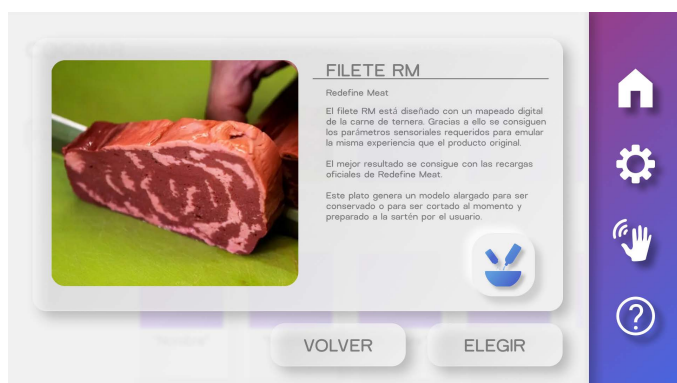 FILETE RM
Redefine Meat
El filete RM está diseñado con un mapeado digital
de la carne de ternera. Gracias a ello se consiguen
los parámetros sensoriales requeridos para emular
la misma experiencia que el producto original.
El mejor resultado se consigue con las recargas
oficiales de Redefine Meat.
Este plato genera un modelo alargado para ser
conservado o para ser cortado al momento y
preparado a la sartén por el usuario.
VOLVER
ELEGIR
?